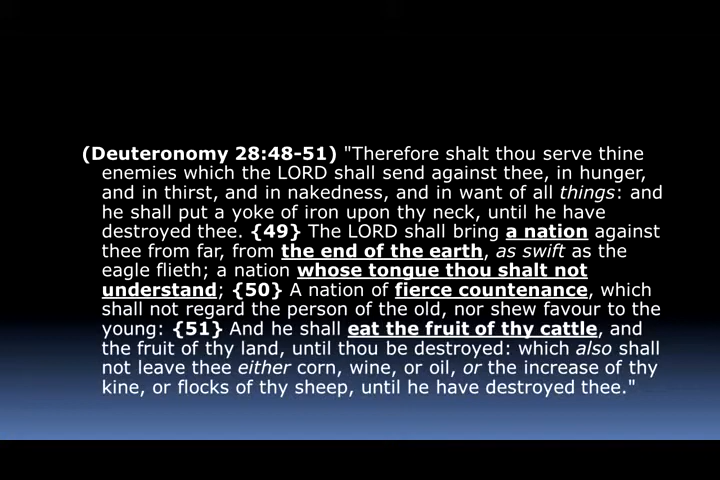 (Deuteronomy 28:48-51) "Therefore shalt thou serve thine
enemies which the LORD shall send against thee, in hunger,
and in thirst, and in nakedness, and in want of all things: and
he shall put a yoke of iron upon thy neck, until he have
destroyed thee. {49} The LORD shall bring a nation against
thee from far, from the end of the earth, as swift as the
eagle flieth; a nation whose tongue thou shalt not
understand; {50} A nation of fierce countenance, which
shall not regard the person of the old, nor shew favour to the
young: {51} And he shall eat the fruit of thy cattle, and
the fruit of thy land, until thou be destroyed: which also shall
not leave thee either corn, wine, or oil, or the increase of thy
kine, or flocks of thy sheep, until he have destroyed thee."